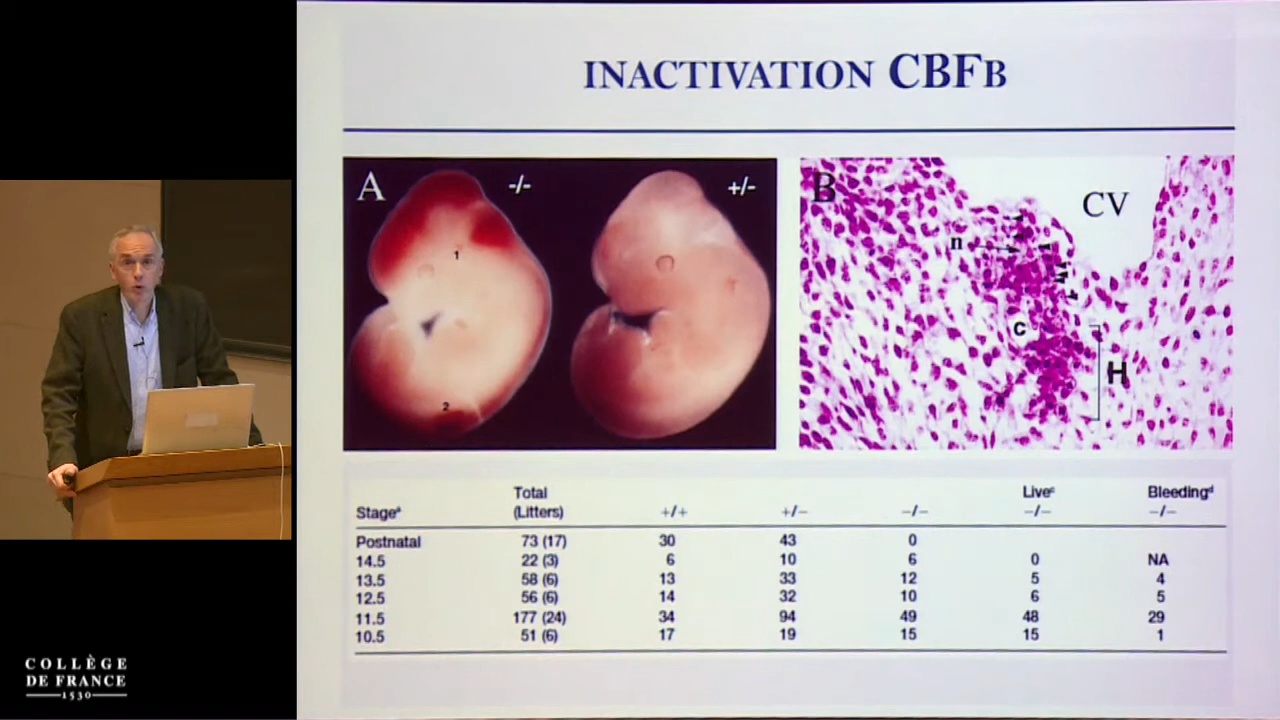 INACTIVATION CBFB
A
-/-
+/-
1
2
B
CV
n
c
H
Total Liveᶜ Bleedingᵈ
Stageᵃ (Litters) +/+ +/− −/− −/− −/−
Postnatal 73 (17) 30 43 0
14.5 22 (3) 6 10 6 0 NA
13.5 58 (6) 13 33 12 5 4
12.5 56 (6) 14 32 10 6 5
11.5 177 (24) 34 94 49 48 29
10.5 51 (6) 17 19 15 15 1
COLLÈGE
DE FRANCE
1530